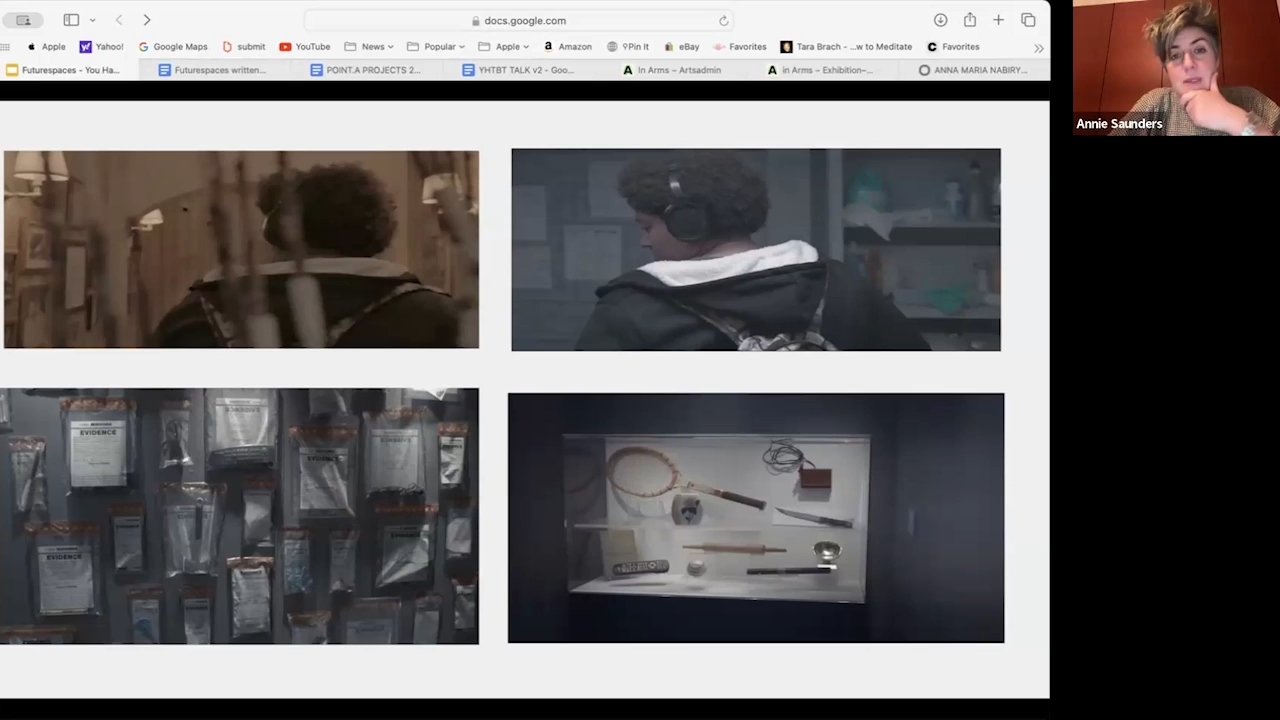 docs.google.com
Apple Yahoo! Google Maps submit YouTube News Popular Apple Amazon Pin It eBay Favorites Tara Brach - ...w to Meditate Favorites
Futurespaces - You Ha... Futurespaces written... POINT.A PROJECTS 2... YHTBT TALK v2 - Goo... In Arms – Artsadmin in Arms – Exhibition–... ANNA MARIA NABIRY...
Annie Saunders
EVIDENCE
EVIDENCE
EVIDENCE